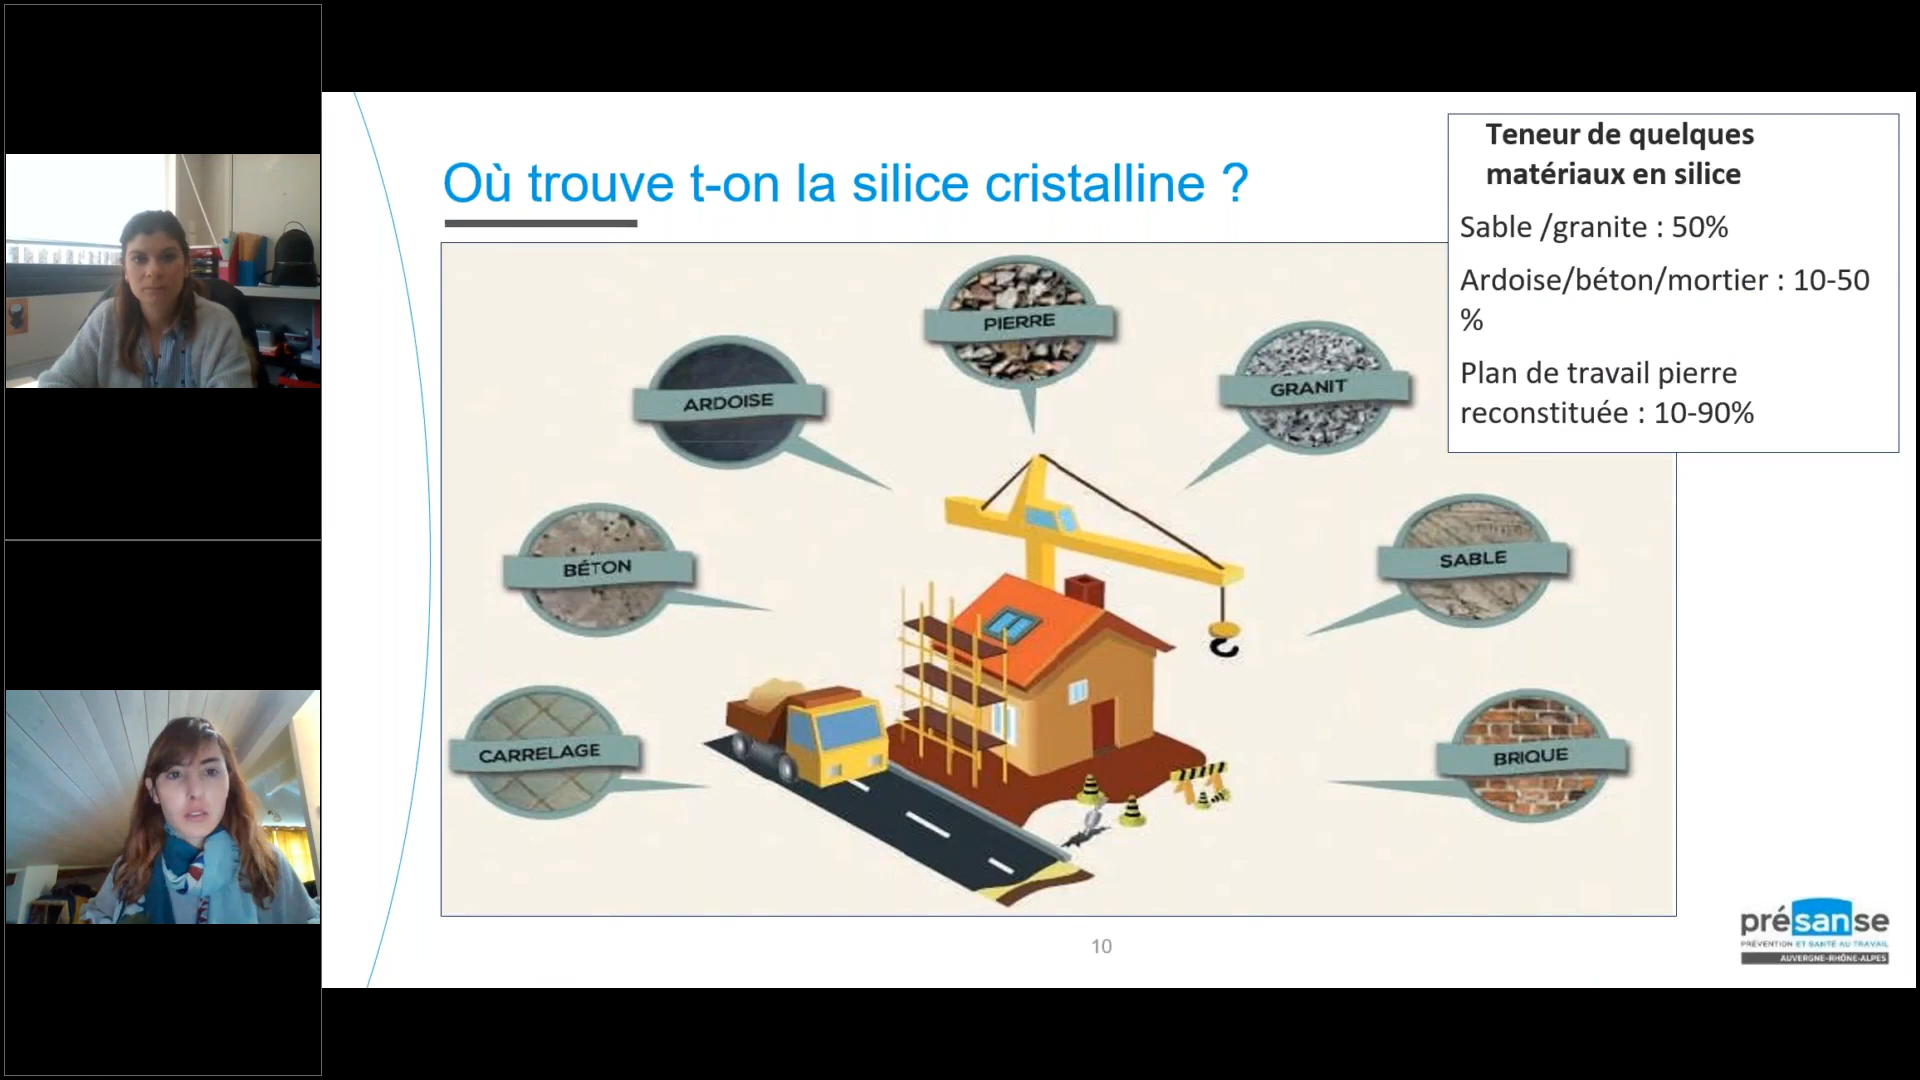 Où trouve t-on la silice cristalline ?
Teneur de quelques
matériaux en silice
Sable /granite : 50%
Ardoise/béton/mortier : 10-50
%
Plan de travail pierre
reconstituée : 10-90%
PIERRE
GRANIT
ARDOISE
BÉTON
SABLE
CARRELAGE
BRIQUE
10
présanse
PRÉVENTION ET SANTÉ AU TRAVAIL
AUVERGNE-RHÔNE-ALPES